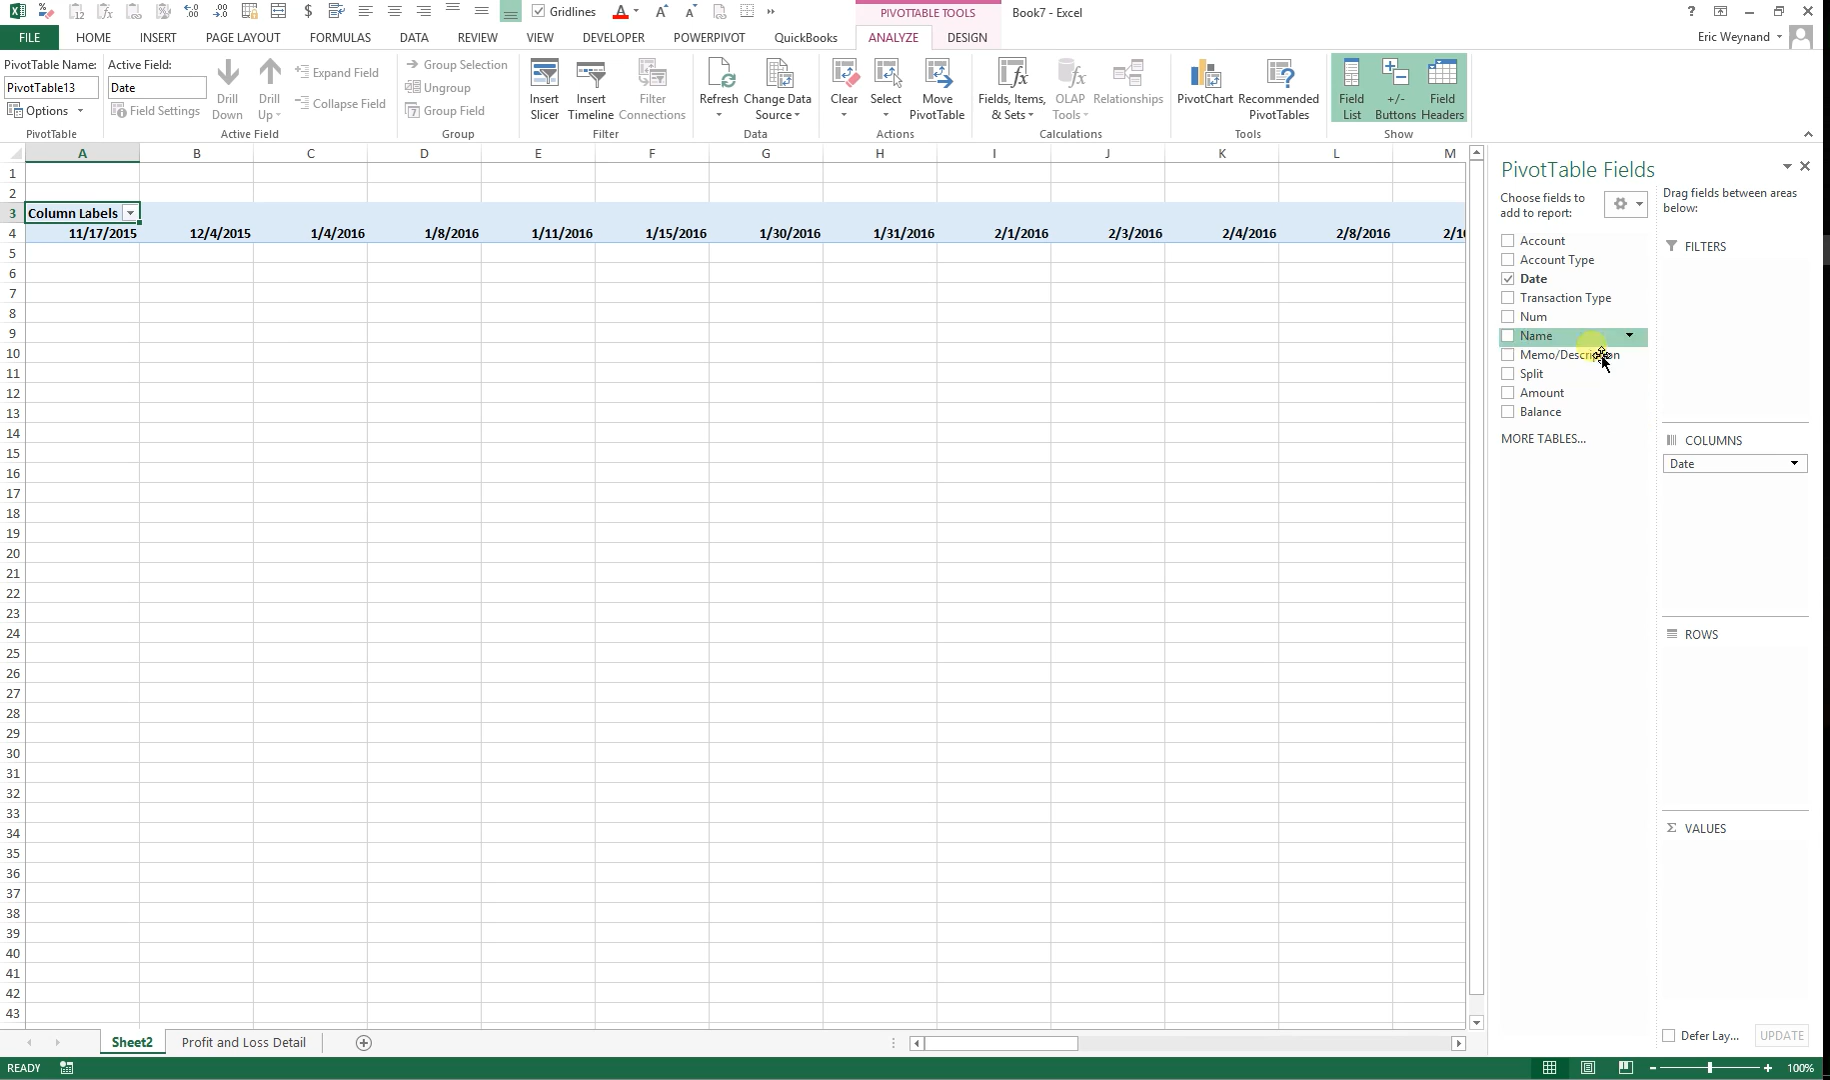 Gridlines A PIVOTTABLE TOOLS Book7 - Excel ?
FILE HOME INSERT PAGE LAYOUT FORMULAS DATA REVIEW VIEW DEVELOPER POWERPIVOT QuickBooks ANALYZE DESIGN Eric Weynand
PivotTable Name: Active Field:
PivotTable13 Date
Options Field Settings
Drill Down
Drill Up
Expand Field
Collapse Field
Group Selection
Ungroup
Group Field
Insert Slicer
Insert Timeline
Filter Connections
Refresh
Change Data Source
Clear
Select
Move PivotTable
Fields, Items, & Sets
OLAP Tools
Relationships
PivotChart
Recommended PivotTables
Field List
+/- Buttons
Field Headers
PivotTable Active Field Group Filter Data Actions Calculations Tools Show
A B C D E F G H I J K L M
1
2
3 Column Labels
4 11/17/2015 12/4/2015 1/4/2016 1/8/2016 1/11/2016 1/15/2016 1/30/2016 1/31/2016 2/1/2016 2/3/2016 2/4/2016 2/8/2016 2/1
5
6
7
8
9
10
11
12
13
14
15
16
17
18
19
20
21
22
23
24
25
26
27
28
29
30
31
32
33
34
35
36
37
38
39
40
41
42
43
PivotTable Fields
Choose fields to
add to report:
Account
Account Type
Date
Transaction Type
Num
Name
Memo/Description
Split
Amount
Balance
MORE TABLES...
Drag fields between areas
below:
FILTERS
COLUMNS
Date
ROWS
Σ VALUES
Defer Lay... UPDATE
Sheet2 Profit and Loss Detail
READY 100%